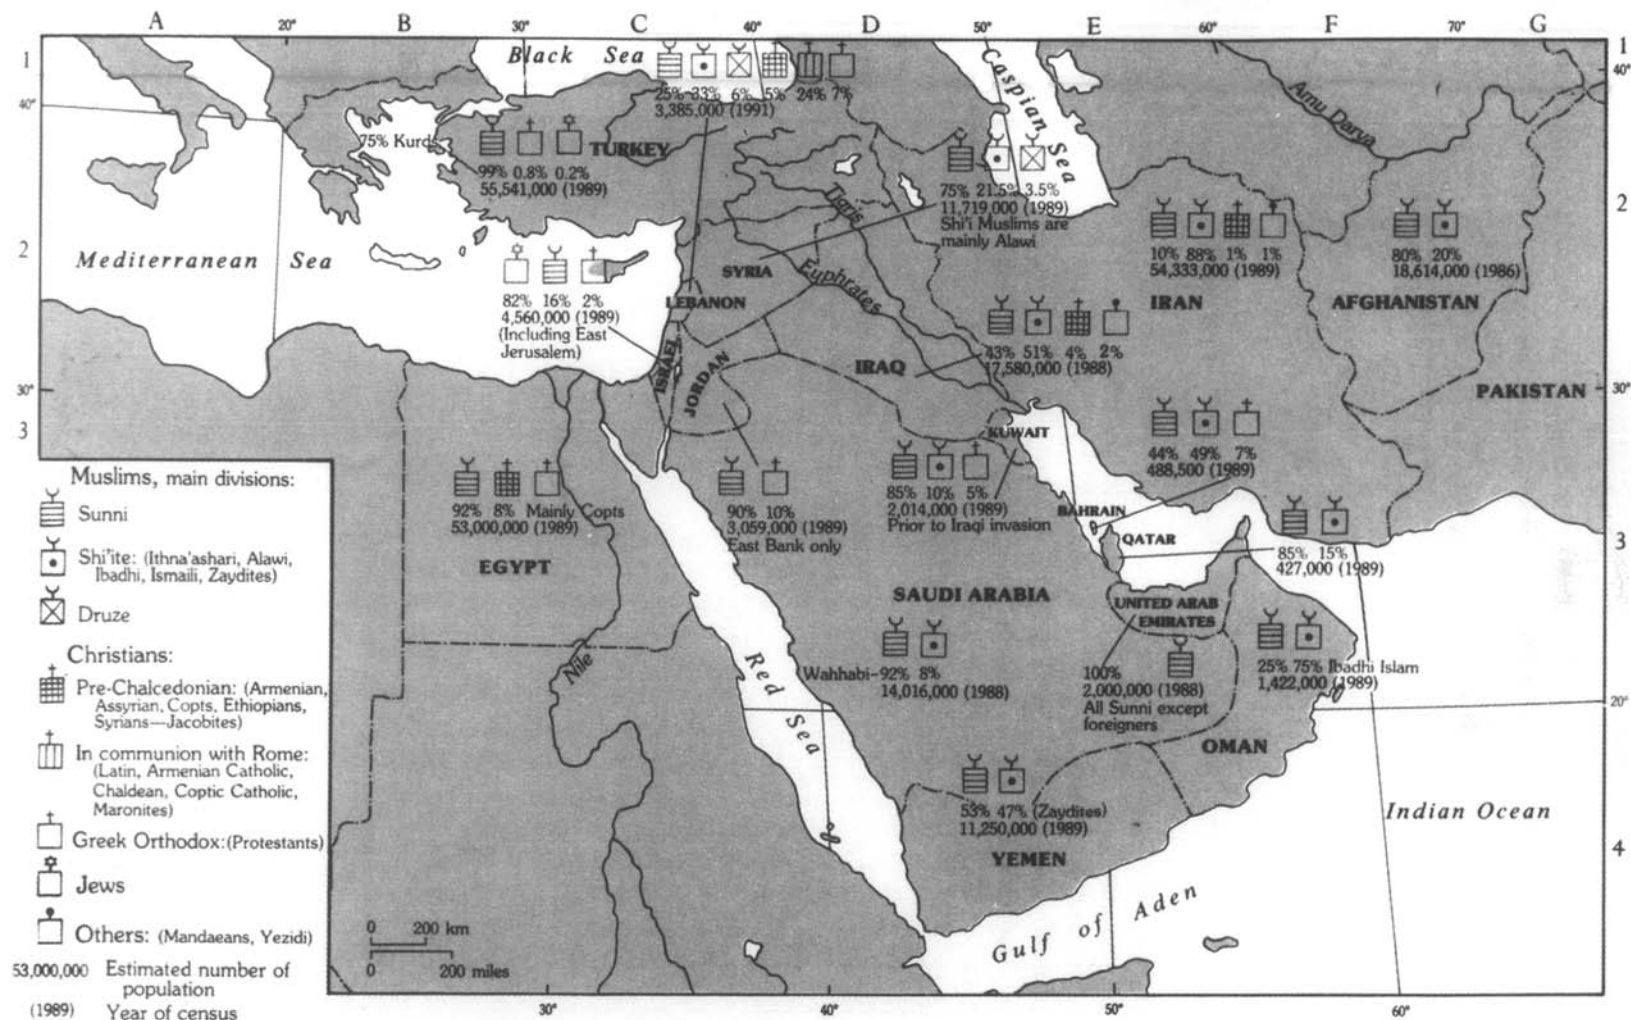 A
B
C
D
E
F
G
20°
30°
40°
50°
60°
70°
1
40°
2
30°
3
1
40°
2
30°
3
20°
4
Black Sea
25% 33% 6% 5% 24% 7%
3,385,000 (1991)
Caspian Sea
Amu Darya
75% Kurds
TURKEY
99% 0.8% 0.2%
55,541,000 (1989)
Tigris
75% 21.5% 3.5%
11,719,000 (1989)
Shi'i Muslims are
mainly Alawi
10% 88% 1% 1%
54,333,000 (1989)
IRAN
80% 20%
18,614,000 (1986)
AFGHANISTAN
Mediterranean Sea
SYRIA
Euphrates
LEBANON
82% 16% 2%
4,560,000 (1989)
(Including East
Jerusalem)
ISRAEL
JORDAN
IRAQ
43% 51% 4% 2%
17,580,000 (1988)
PAKISTAN
KUWAIT
44% 49% 7%
488,500 (1989)
92% 8% Mainly Copts
53,000,000 (1989)
EGYPT
90% 10%
3,059,000 (1989)
East Bank only
85% 10% 5%
2,014,000 (1989)
Prior to Iraqi invasion
BAHRAIN
QATAR
85% 15%
427,000 (1989)
SAUDI ARABIA
UNITED ARAB
EMIRATES
Wahhabi-92% 8%
14,016,000 (1988)
100%
2,000,000 (1988)
All Sunni except
foreigners
25% 75% Ibadhi Islam
1,422,000 (1989)
Nile
Red Sea
OMAN
53% 47% (Zaydites)
11,250,000 (1989)
YEMEN
Indian Ocean
Gulf of Aden
0 200 km
0 200 miles
30°
40°
50°
60°
Muslims, main divisions:
Sunni
Shi'ite: (Ithna'ashari, Alawi,
Ibadhi, Ismaili, Zaydites)
Druze
Christians:
Pre-Chalcedonian: (Armenian,
Assyrian, Copts, Ethiopians,
Syrians—Jacobites)
In communion with Rome:
(Latin, Armenian Catholic,
Chaldean, Coptic Catholic,
Maronites)
Greek Orthodox:(Protestants)
Jews
Others: (Mandaeans, Yezidi)
53,000,000 Estimated number of
population
(1989) Year of census